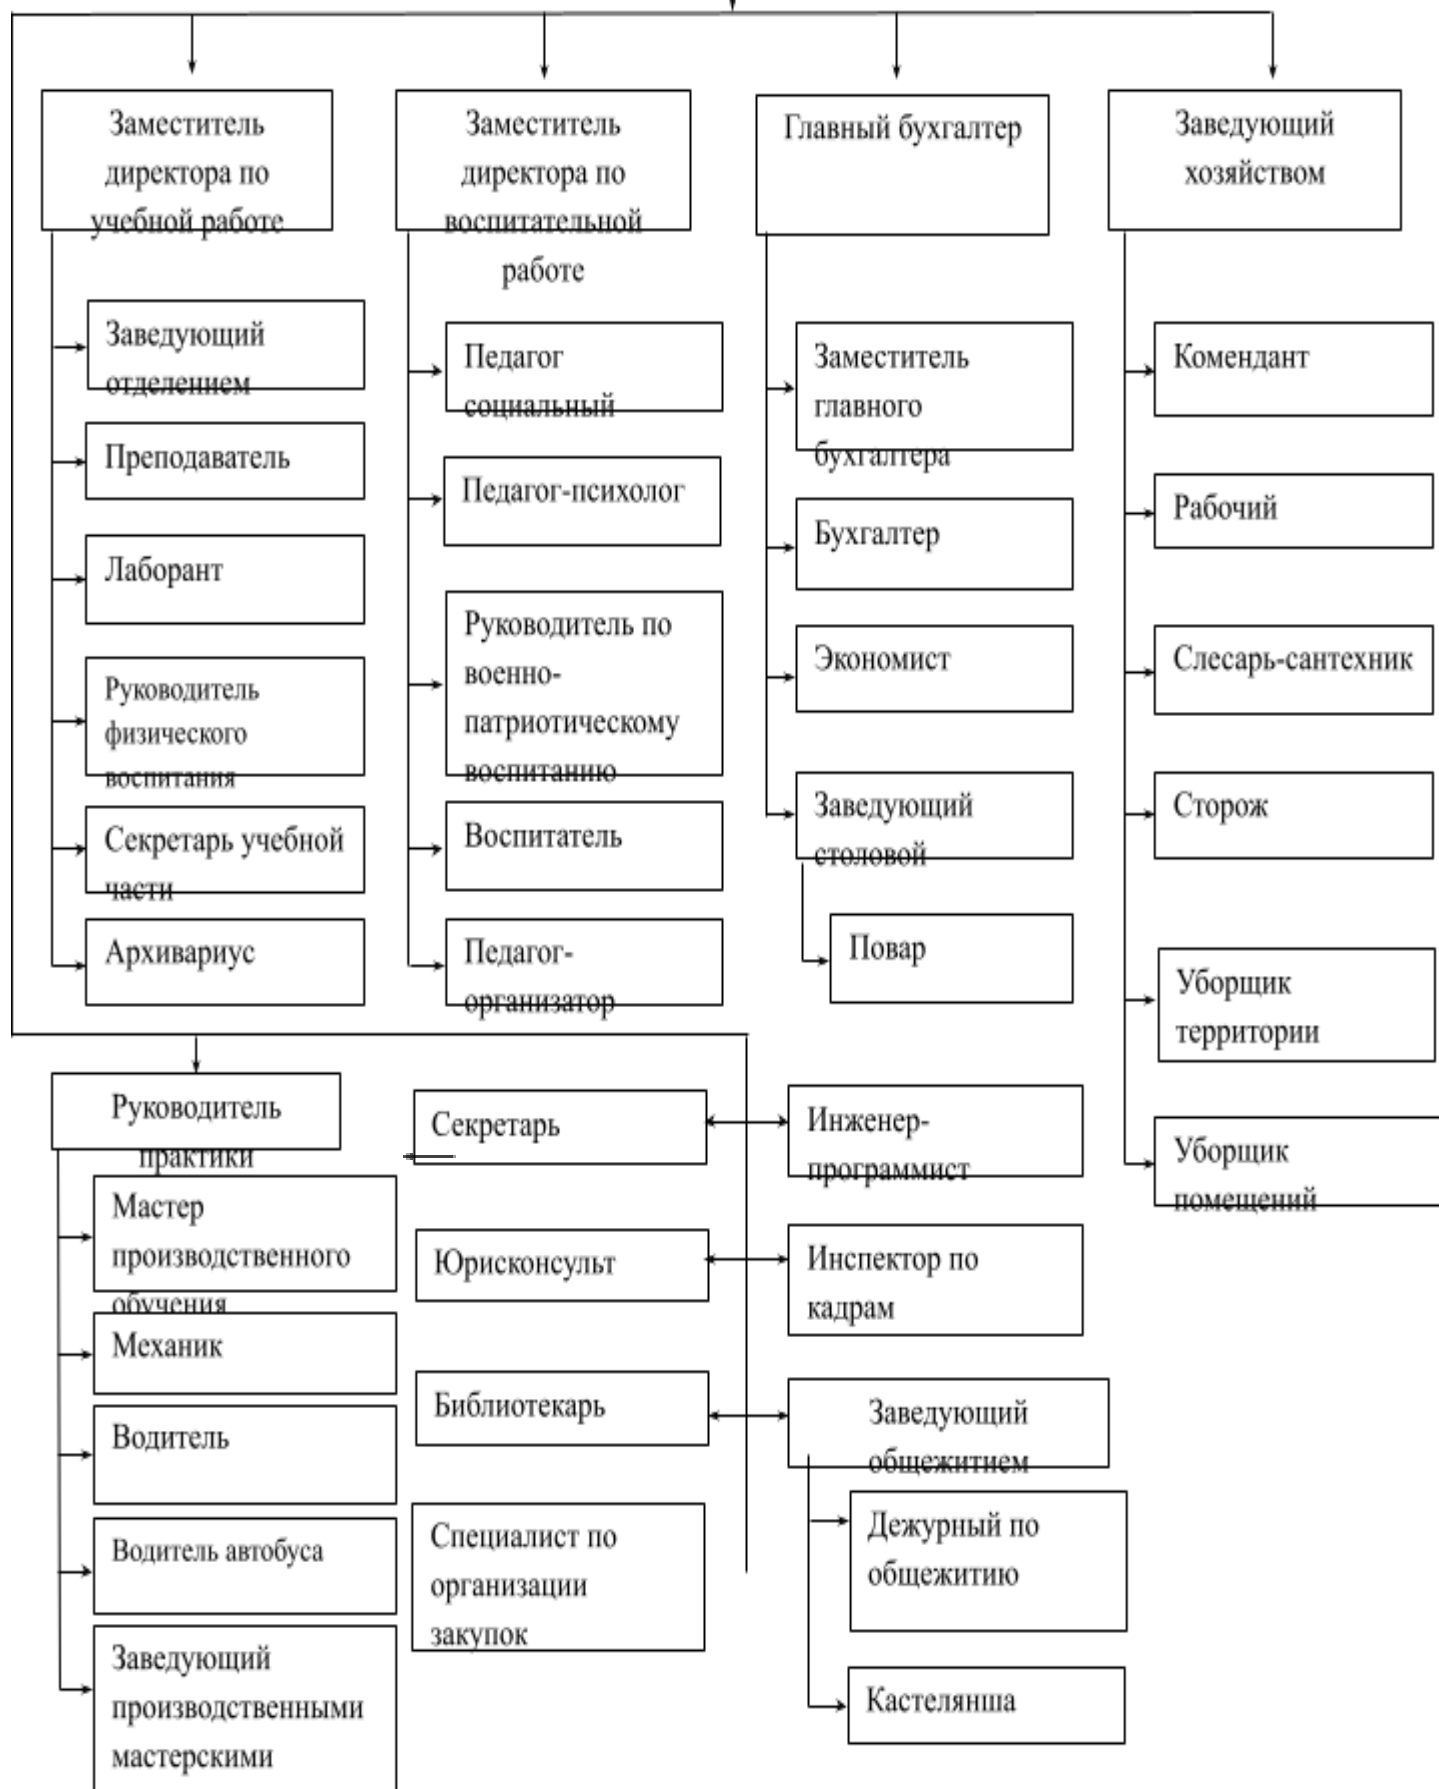 Заместитель
директора по
учебной работе
Заведующий
отделением
Преподаватель
Лаборант
Руководитель
физического
воспитания
Секретарь учебной
части
Архивариус
Заместитель
директора по
воспитательной
работе
Педагог
социальный
Педагог-психолог
Руководитель по
военно-
патриотическому
воспитанию
Воспитатель
Педагог-
организатор
Главный бухгалтер
Заместитель
главного
бухгалтера
Бухгалтер
Экономист
Заведующий
столовой
Повар
Заведующий
хозяйством
Комендант
Рабочий
Слесарь-сантехник
Сторож
Уборщик
территории
Уборщик
помещений
Руководитель
практики
Мастер
производственного
обучения
Механик
Водитель
Водитель автобуса
Заведующий
производственными
мастерскими
Секретарь
Юрисконсульт
Библиотекарь
Специалист по
организации
закупок
Инженер-
программист
Инспектор по
кадрам
Заведующий
общежитием
Дежурный по
общежитию
Кастелянша